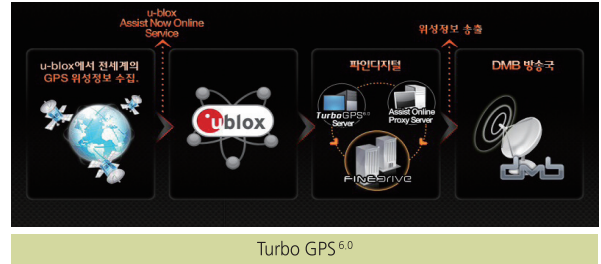 u-blox
Assist Now Online
Service
위성정보 송출
u-blox에서 전세계의
GPS 위성정보 수집.
ublox
파인디지털
TurboGPS6.0
Server
Assist Online
Proxy Server
FINEDRIVE
DMB 방송국
dmb
Turbo GPS 6.0